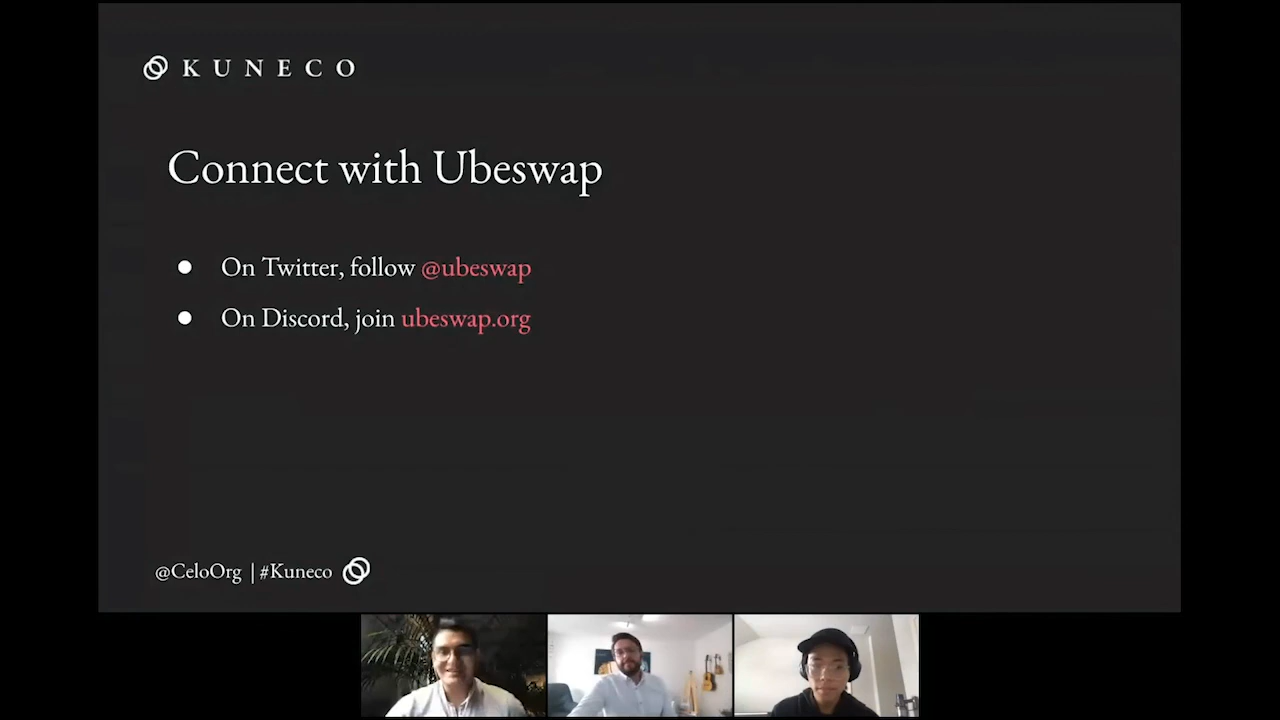 KUNECO
Connect with Ubeswap
● On Twitter, follow @ubeswap
● On Discord, join ubeswap.org
@CeloOrg | #Kuneco